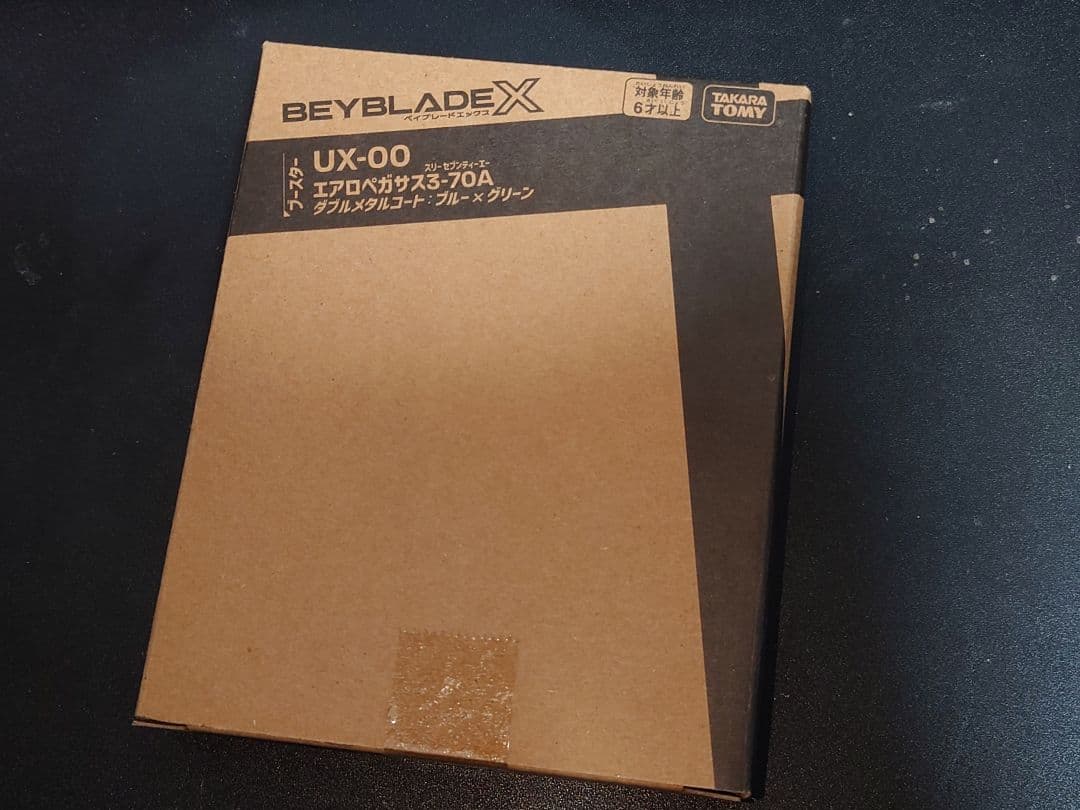 BEYBLADE X
ベイブレードエックス
対象年齢
6才以上
TAKARA
TOMY
ブースター
UX-00
スリーセブンティーエー
エアロペガサス3-70A
ダブルメタルコート:ブルー×グリーン